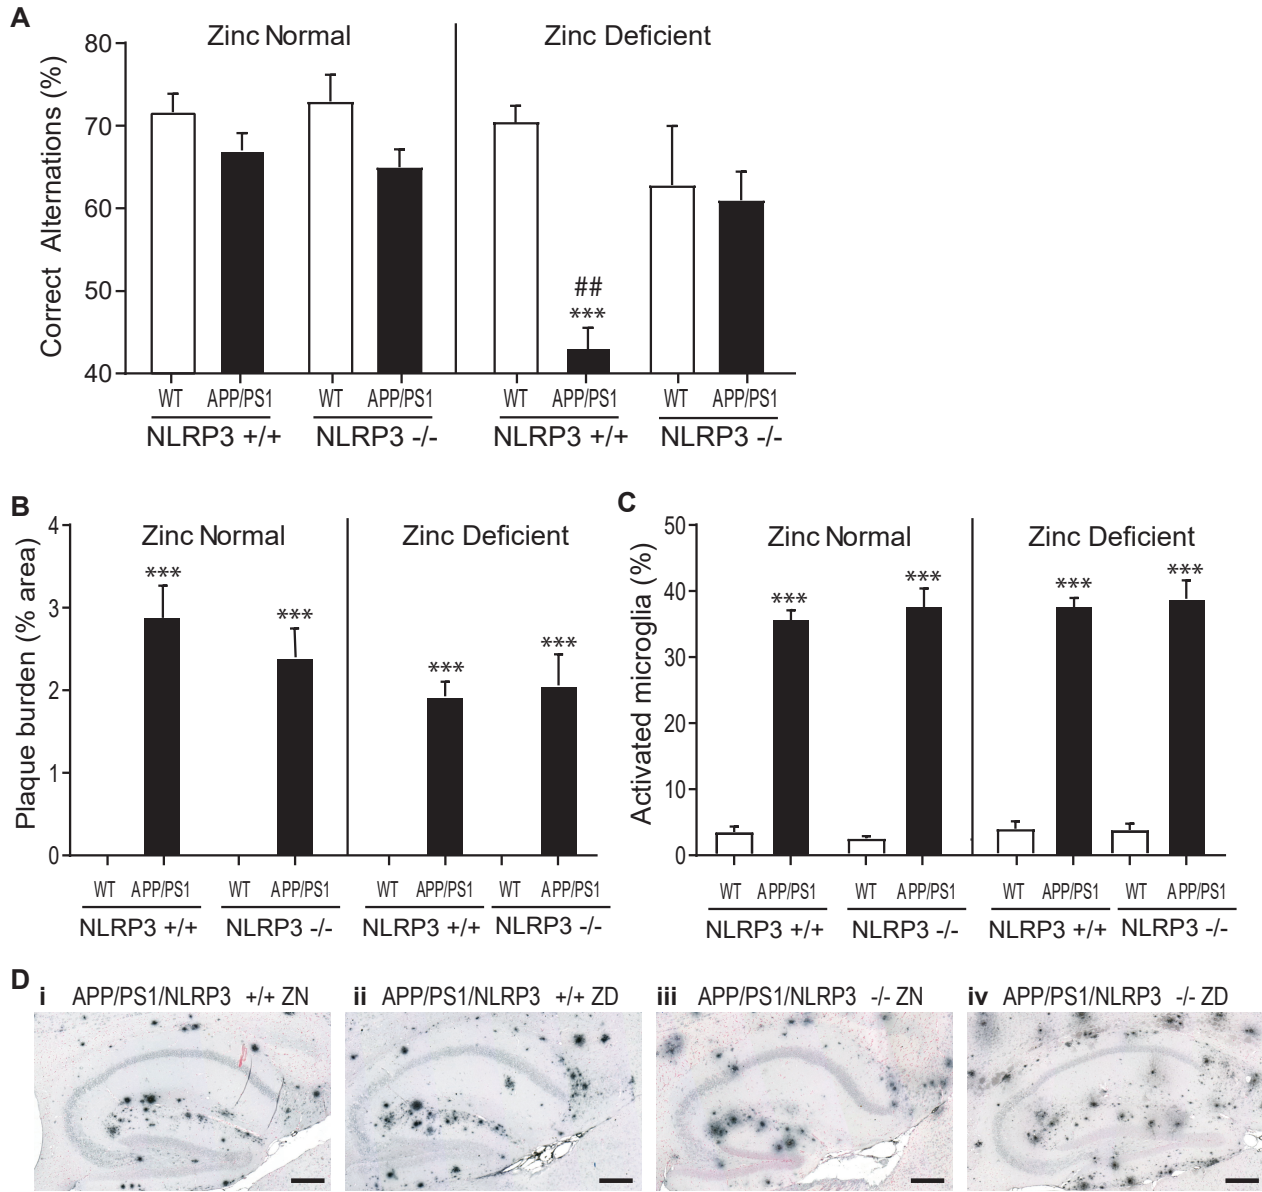 A
Zinc Normal
Zinc Deficient
Correct Alternations (%)
80
70
60
50
40
##
***
WT APP/PS1 WT APP/PS1 WT APP/PS1 WT APP/PS1
NLRP3 +/+ NLRP3 -/- NLRP3 +/+ NLRP3 -/-
B
Zinc Normal
Zinc Deficient
Plaque burden (% area)
4
3
2
1
0
*** *** *** ***
WT APP/PS1 WT APP/PS1 WT APP/PS1 WT APP/PS1
NLRP3 +/+ NLRP3 -/- NLRP3 +/+ NLRP3 -/-
C
Zinc Normal
Zinc Deficient
Activated microglia (%)
50
40
30
20
10
0
*** *** *** ***
WT APP/PS1 WT APP/PS1 WT APP/PS1 WT APP/PS1
NLRP3 +/+ NLRP3 -/- NLRP3 +/+ NLRP3 -/-
D
i APP/PS1/NLRP3 +/+ ZN
ii APP/PS1/NLRP3 +/+ ZD
iii APP/PS1/NLRP3 -/- ZN
iv APP/PS1/NLRP3 -/- ZD